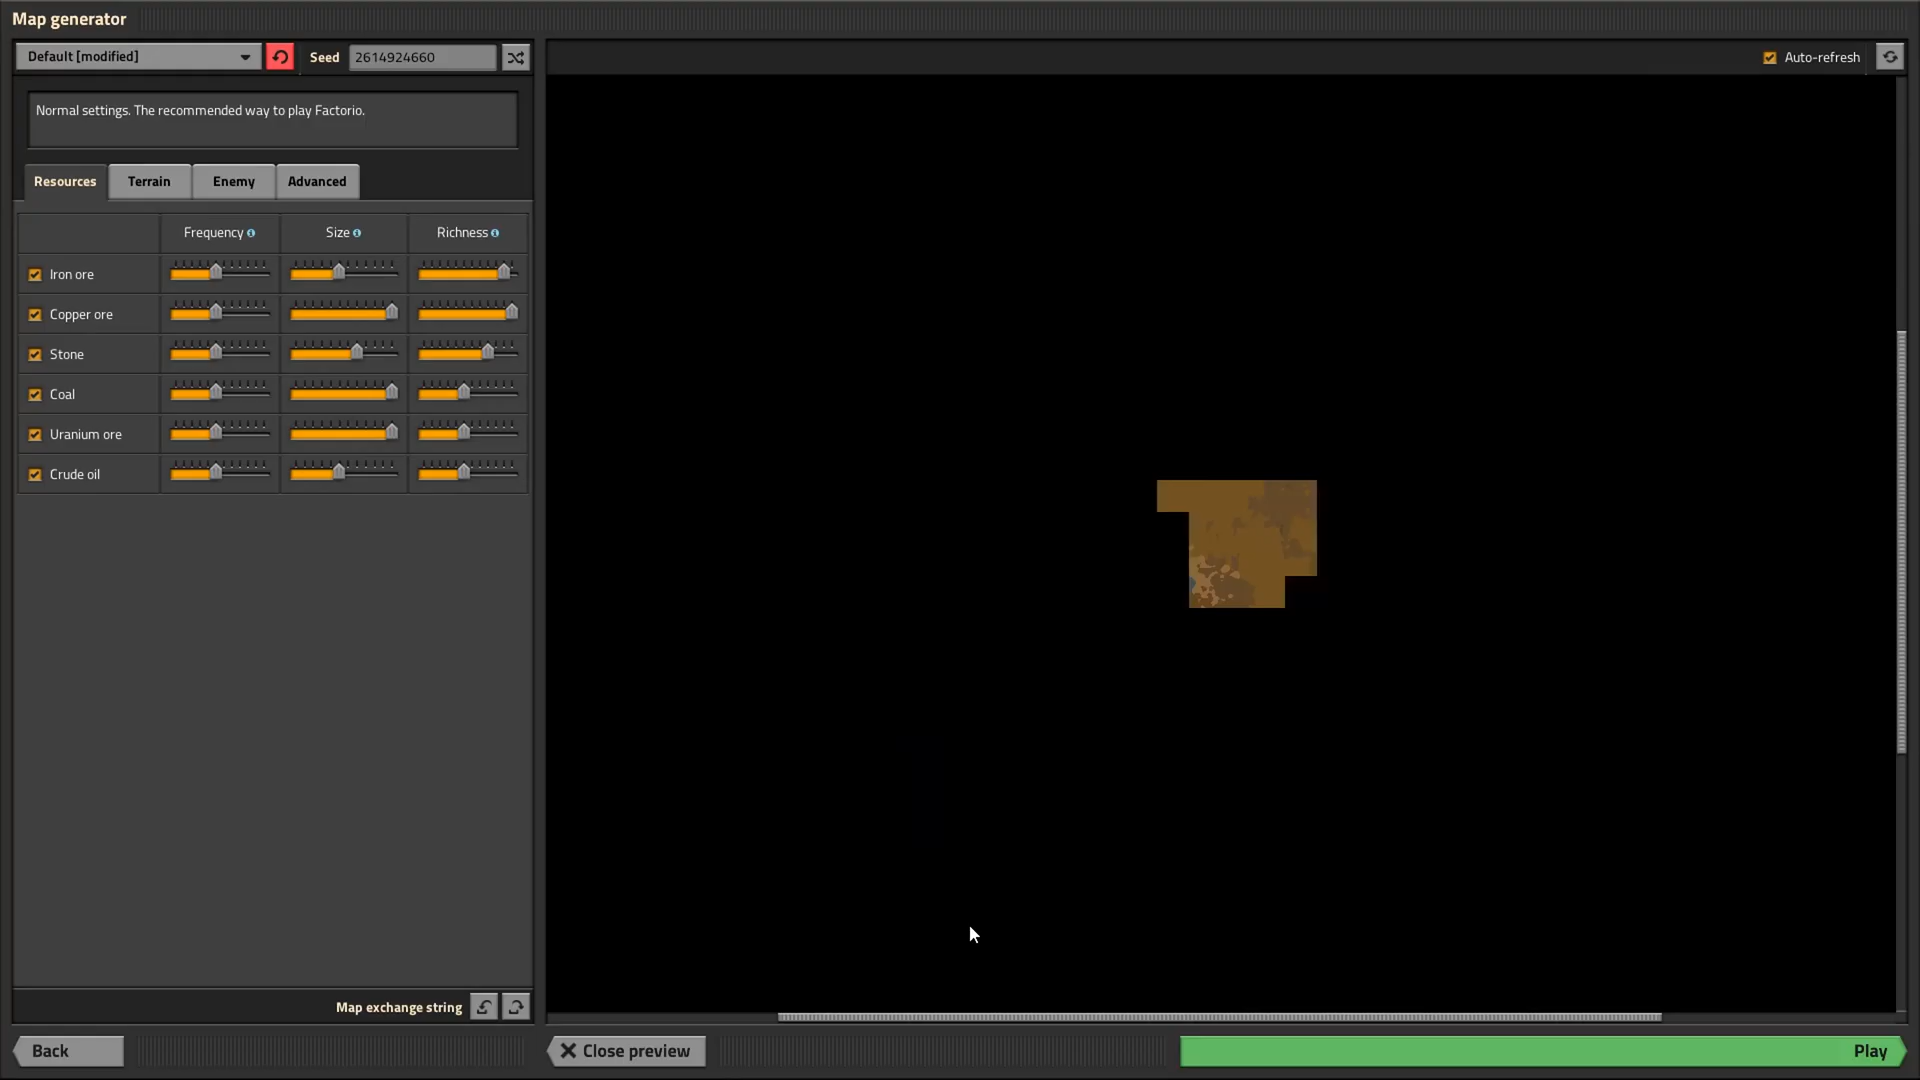 Map generator
Default [modified]
Seed
2614924660
Auto-refresh
Normal settings. The recommended way to play Factorio.
Resources
Terrain
Enemy
Advanced
Frequency
Size
Richness
Iron ore
Copper ore
Stone
Coal
Uranium ore
Crude oil
Map exchange string
Back
Close preview
Play